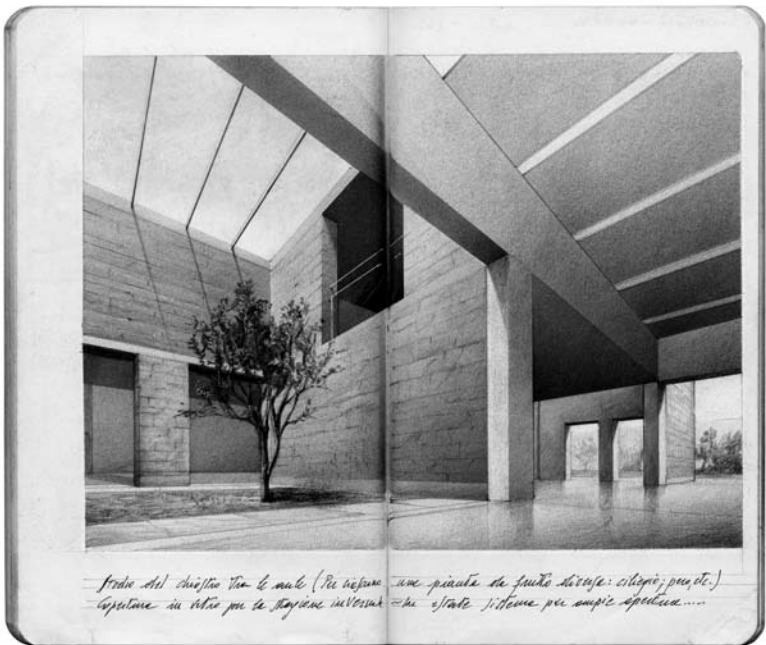 Studio del chiostro tra le aule (Per ciascuno una pianta da frutto diversa: ciliegio; pero, etc.)
Copertura in vetro per la stagione invernale - in estate sistema per ampie aperture.....